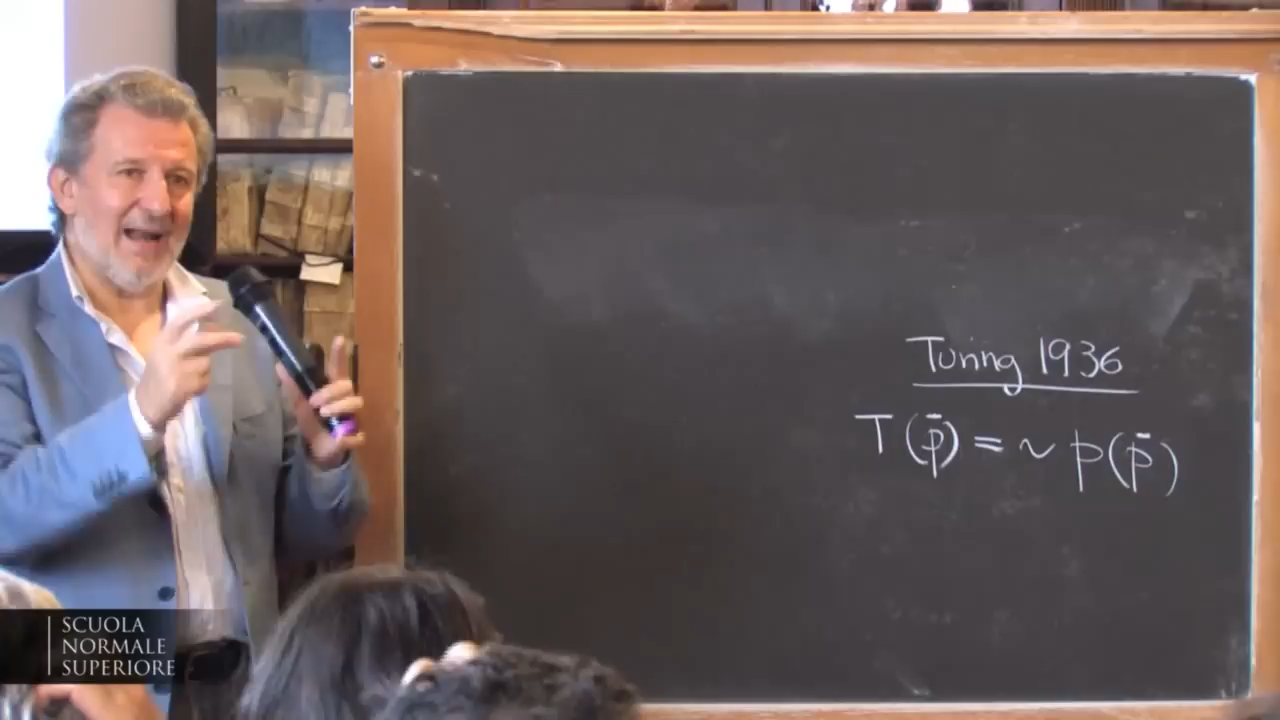 Turing 1936
T(p̄) = ~ p(p̄)
SCUOLA
NORMALE
SUPERIORE